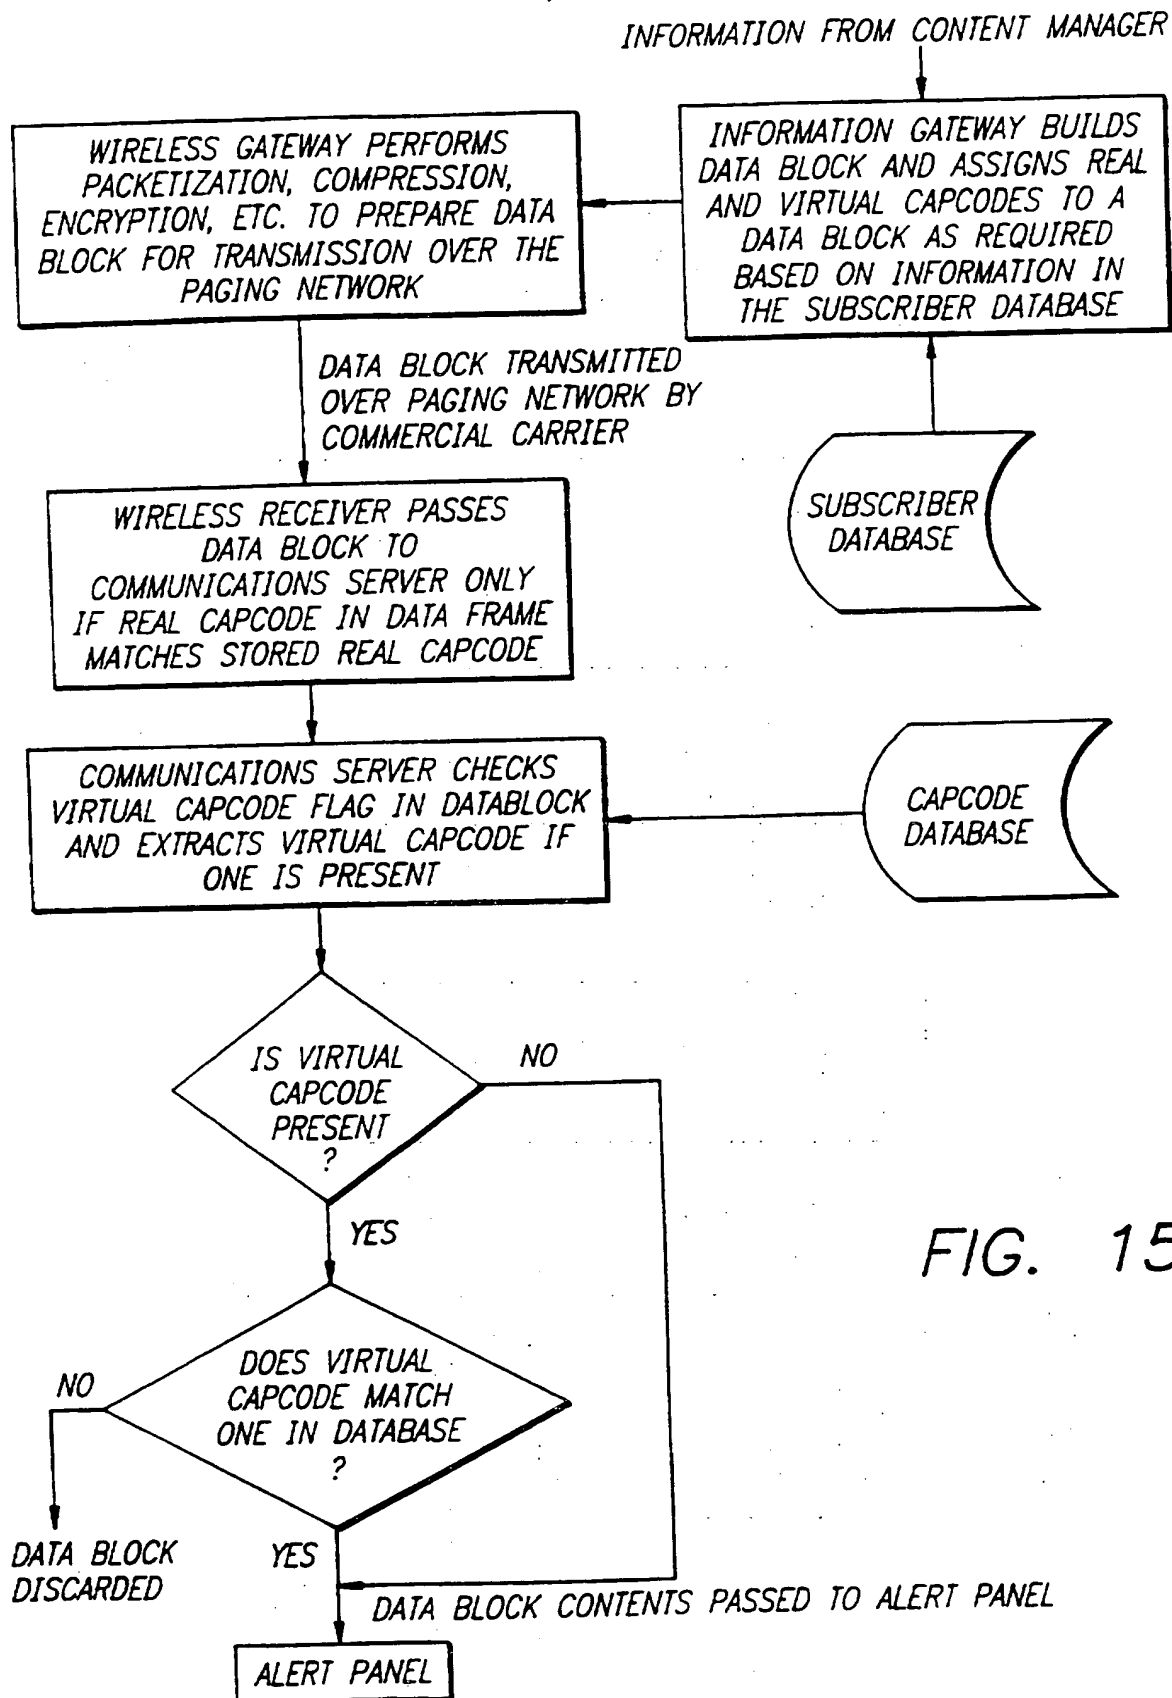 INFORMATION FROM CONTENT MANAGER
WIRELESS GATEWAY PERFORMS
PACKETIZATION, COMPRESSION,
ENCRYPTION, ETC. TO PREPARE DATA
BLOCK FOR TRANSMISSION OVER THE
PAGING NETWORK
INFORMATION GATEWAY BUILDS
DATA BLOCK AND ASSIGNS REAL
AND VIRTUAL CAPCODES TO A
DATA BLOCK AS REQUIRED
BASED ON INFORMATION IN
THE SUBSCRIBER DATABASE
DATA BLOCK TRANSMITTED
OVER PAGING NETWORK BY
COMMERCIAL CARRIER
SUBSCRIBER
DATABASE
WIRELESS RECEIVER PASSES
DATA BLOCK TO
COMMUNICATIONS SERVER ONLY
IF REAL CAPCODE IN DATA FRAME
MATCHES STORED REAL CAPCODE
COMMUNICATIONS SERVER CHECKS
VIRTUAL CAPCODE FLAG IN DATABLOCK
AND EXTRACTS VIRTUAL CAPCODE IF
ONE IS PRESENT
CAPCODE
DATABASE
IS VIRTUAL
CAPCODE
PRESENT
?
NO
YES
FIG. 15
DOES VIRTUAL
CAPCODE MATCH
ONE IN DATABASE
?
NO
DATA BLOCK
DISCARDED
YES
DATA BLOCK CONTENTS PASSED TO ALERT PANEL
ALERT PANEL